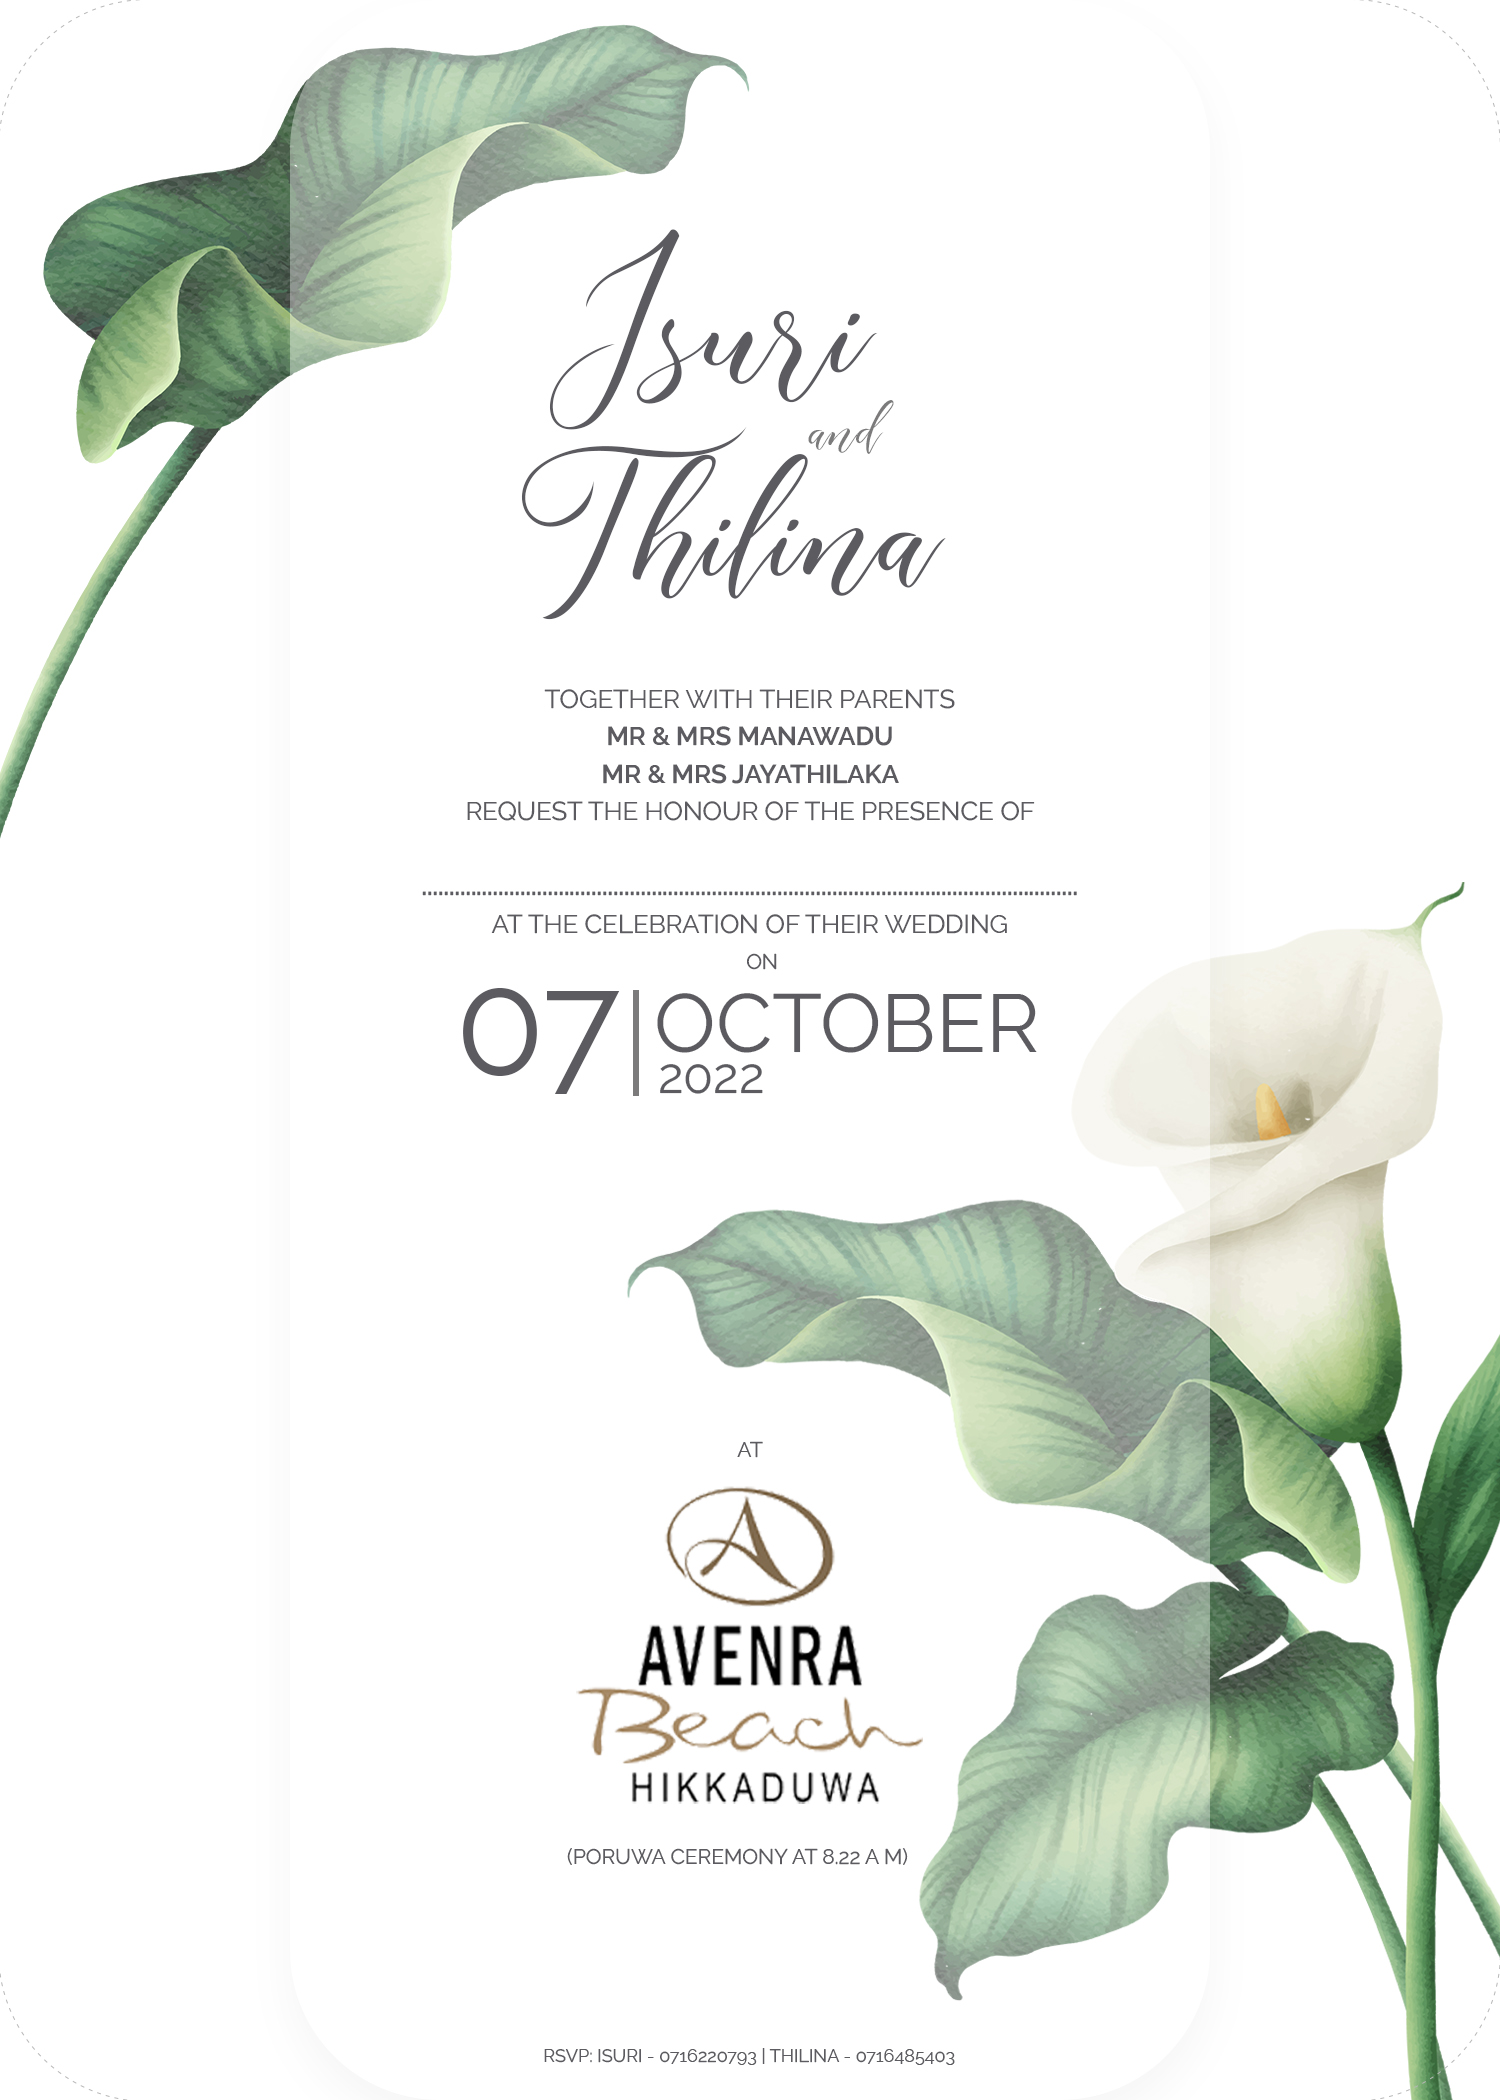 Isuri
and
Thilina
TOGETHER WITH THEIR PARENTS
MR & MRS MANAWADU
MR & MRS JAYATHILAKA
REQUEST THE HONOUR OF THE PRESENCE OF
AT THE CELEBRATION OF THEIR WEDDING
ON
07 OCTOBER
2022
AT
A
AVENRA
Beach
HIKKADUWA
(PORUWA CEREMONY AT 8.22 A M)
RSVP: ISURI - 0716220793 | THILINA - 0716485403